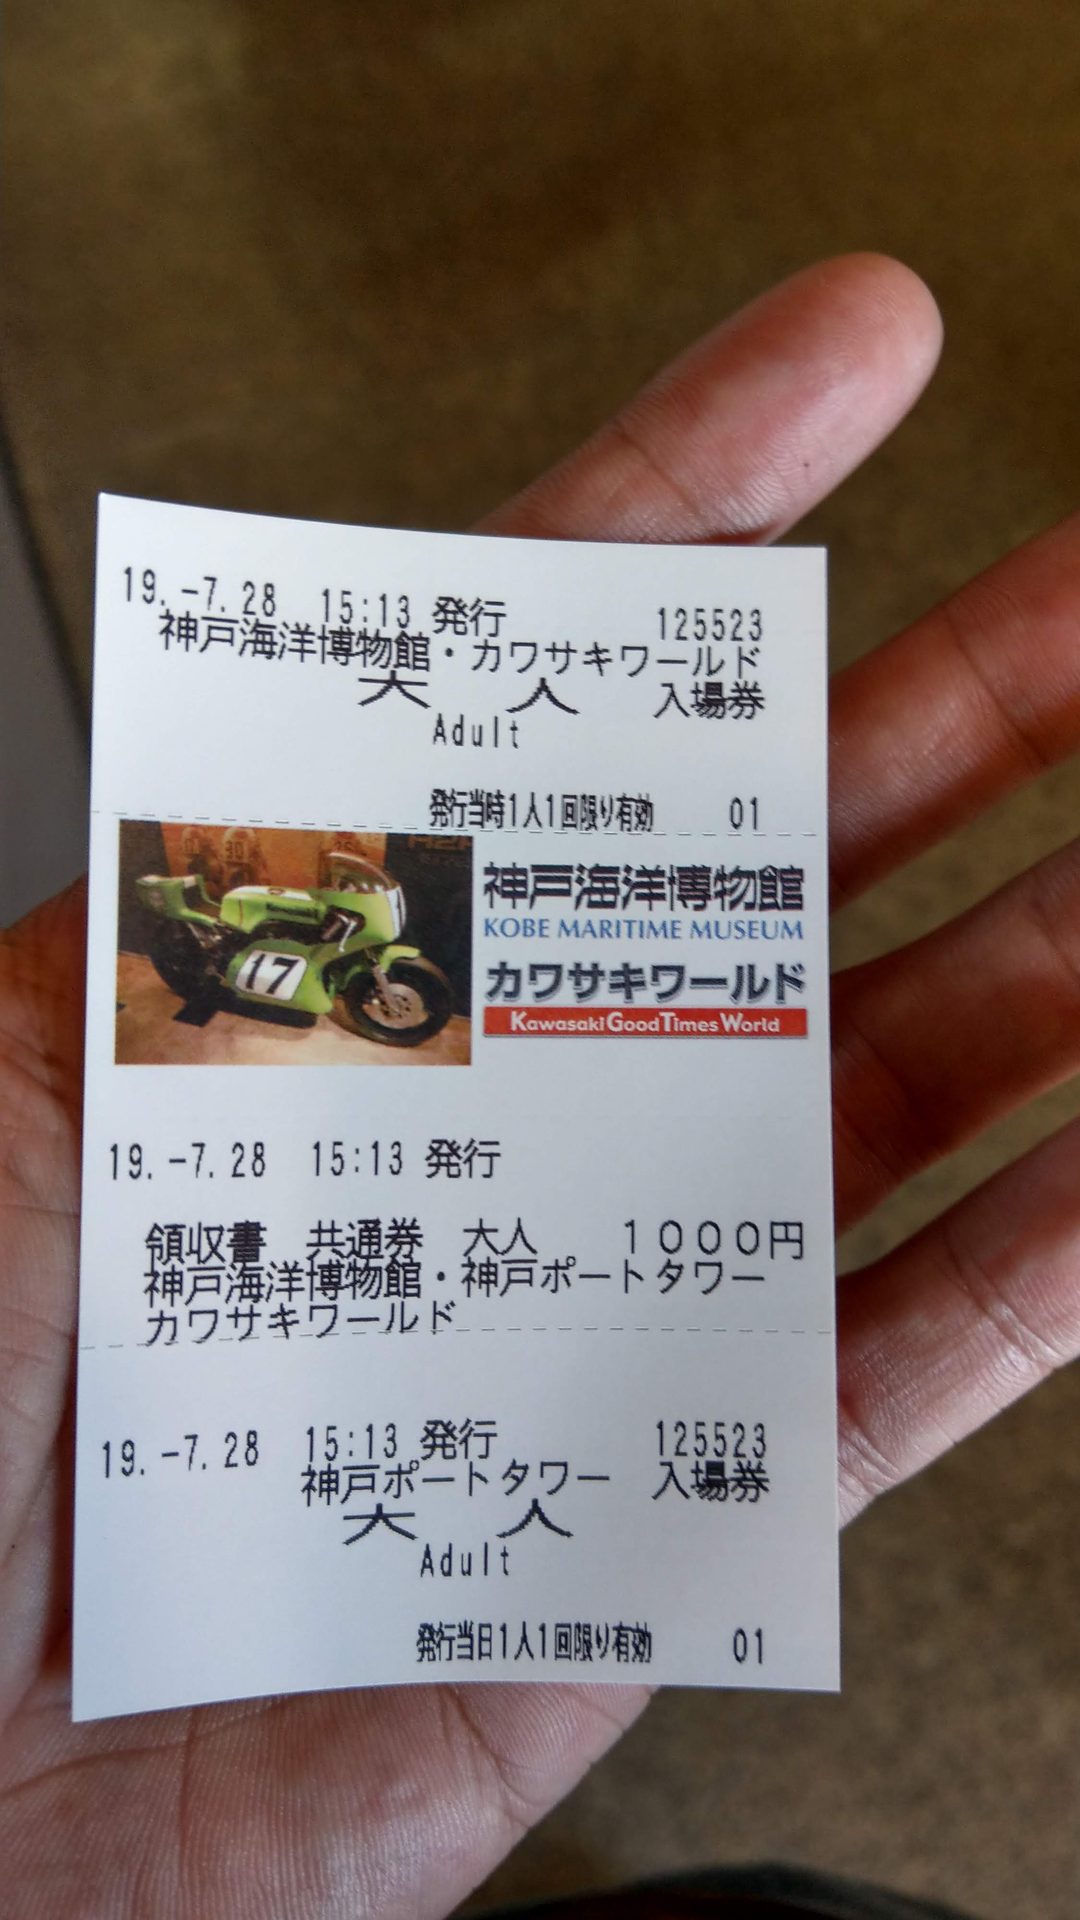 19.-7.28 15:13 発行 125523
神戸海洋博物館・カワサキワールド
大人 入場券
Adult
発行当時1人1回限り有効 01
17
神戸海洋博物館
KOBE MARITIME MUSEUM
カワサキワールド
Kawasaki Good Times World
19.-7.28 15:13 発行
領収書 共通券 大人 1000円
神戸海洋博物館・神戸ポートタワー
カワサキワールド
19.-7.28 15:13 発行 125523
神戸ポートタワー 入場券
大人
Adult
発行当日1人1回限り有効 01